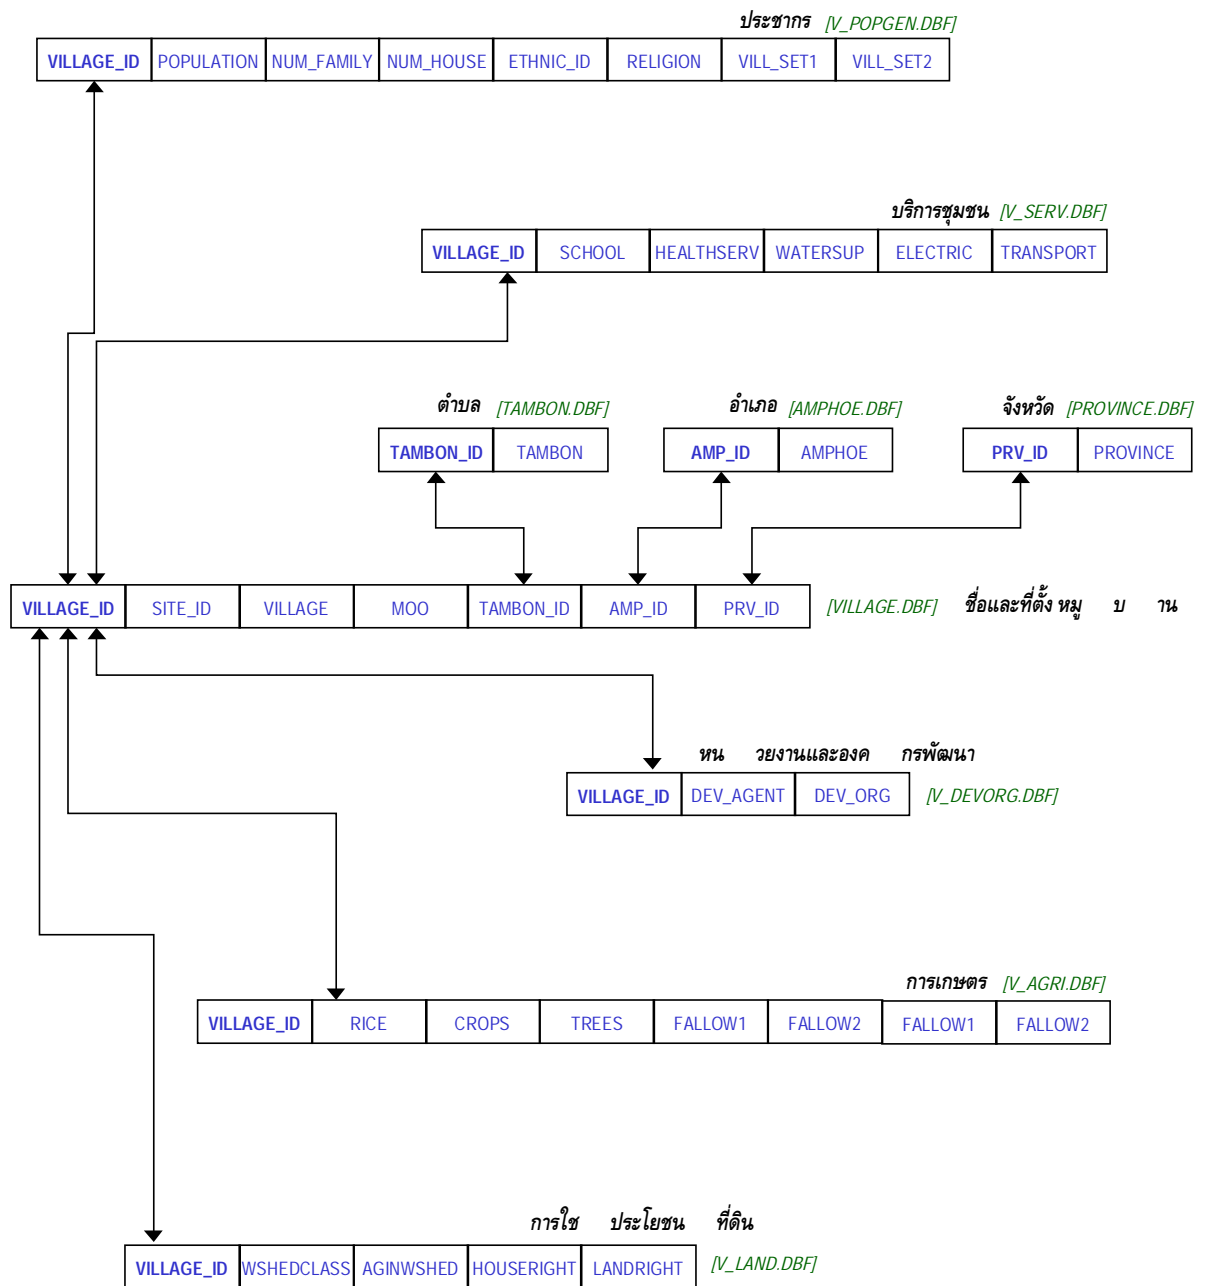 ประชากร [V_POPGEN.DBF]
VILLAGE_ID POPULATION NUM_FAMILY NUM_HOUSE ETHNIC_ID RELIGION VILL_SET1 VILL_SET2
บริการชุมชน [V_SERV.DBF]
VILLAGE_ID SCHOOL HEALTHSERV WATERSUP ELECTRIC TRANSPORT
ตำบล [TAMBON.DBF] อำเภอ [AMPHOE.DBF] จังหวัด [PROVINCE.DBF]
TAMBON_ID TAMBON AMP_ID AMPHOE PRV_ID PROVINCE
VILLAGE_ID SITE_ID VILLAGE MOO TAMBON_ID AMP_ID PRV_ID [VILLAGE.DBF] ชื่อและที่ตั้ง หมู บ าน
หน วยงานและองค กรพัฒนา
VILLAGE_ID DEV_AGENT DEV_ORG [V_DEVORG.DBF]
การเกษตร [V_AGRI.DBF]
VILLAGE_ID RICE CROPS TREES FALLOW1 FALLOW2 FALLOW1 FALLOW2
การใช ประโยชน ที่ดิน
VILLAGE_ID WSHEDCLASS AGINWSHED HOUSERIGHT LANDRIGHT [V_LAND.DBF]